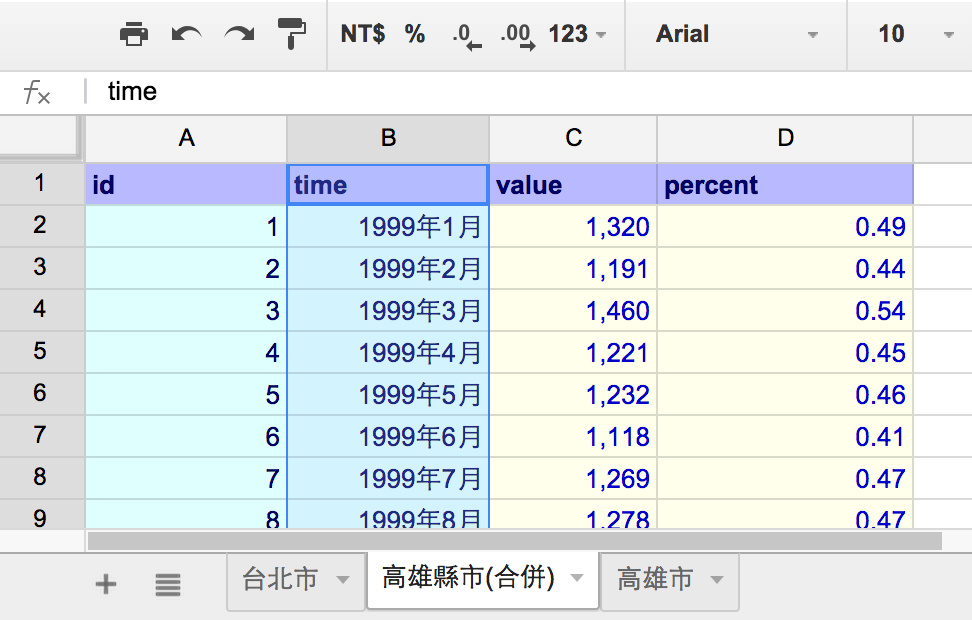 NT$ % .0 .00 123 Arial 10
fx time
A B C D
1 id time value percent
2 1 1999年1月 1,320 0.49
3 2 1999年2月 1,191 0.44
4 3 1999年3月 1,460 0.54
5 4 1999年4月 1,221 0.45
6 5 1999年5月 1,232 0.46
7 6 1999年6月 1,118 0.41
8 7 1999年7月 1,269 0.47
9 8 1999年8月 1,278 0.47
台北市 高雄縣市(合併) 高雄市